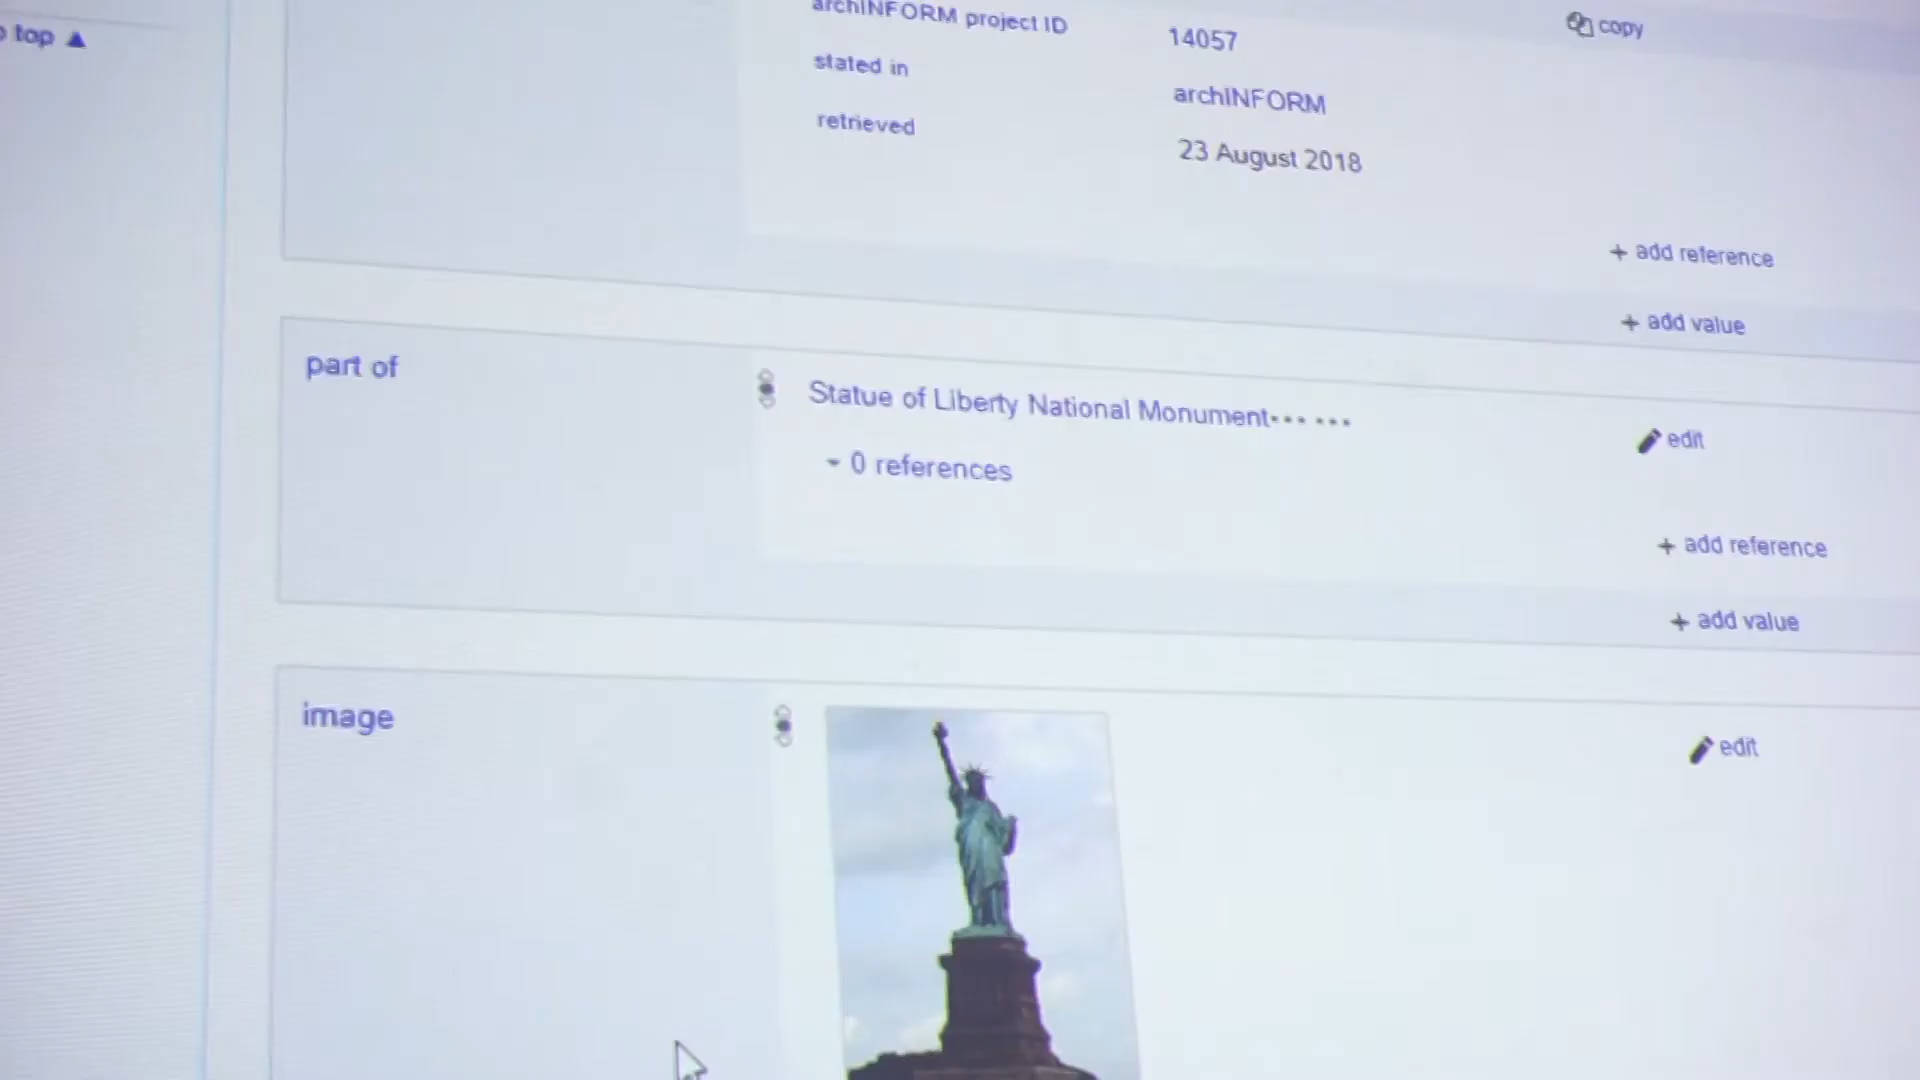 top ▲
archINFORM project ID 14057 copy
stated in archINFORM
retrieved 23 August 2018
+ add reference
+ add value
part of Statue of Liberty National Monument edit
0 references
+ add reference
+ add value
image edit